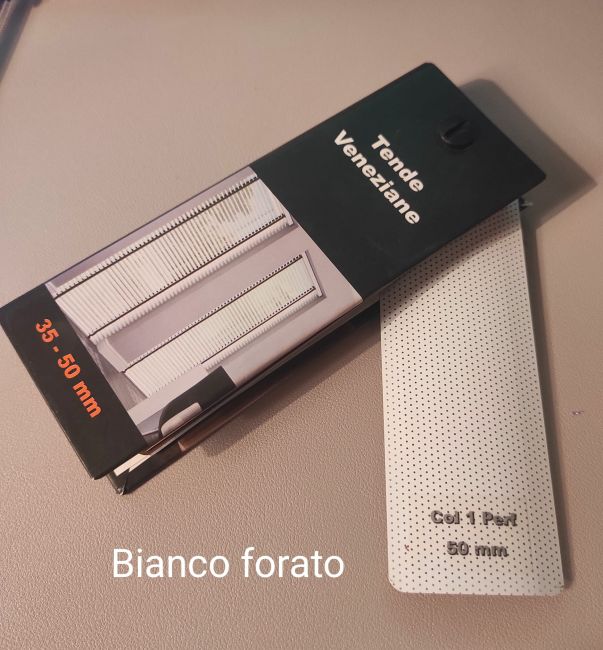 Tende
Veneziane
35 - 50 mm
Col 1 Perf
50 mm
Bianco forato